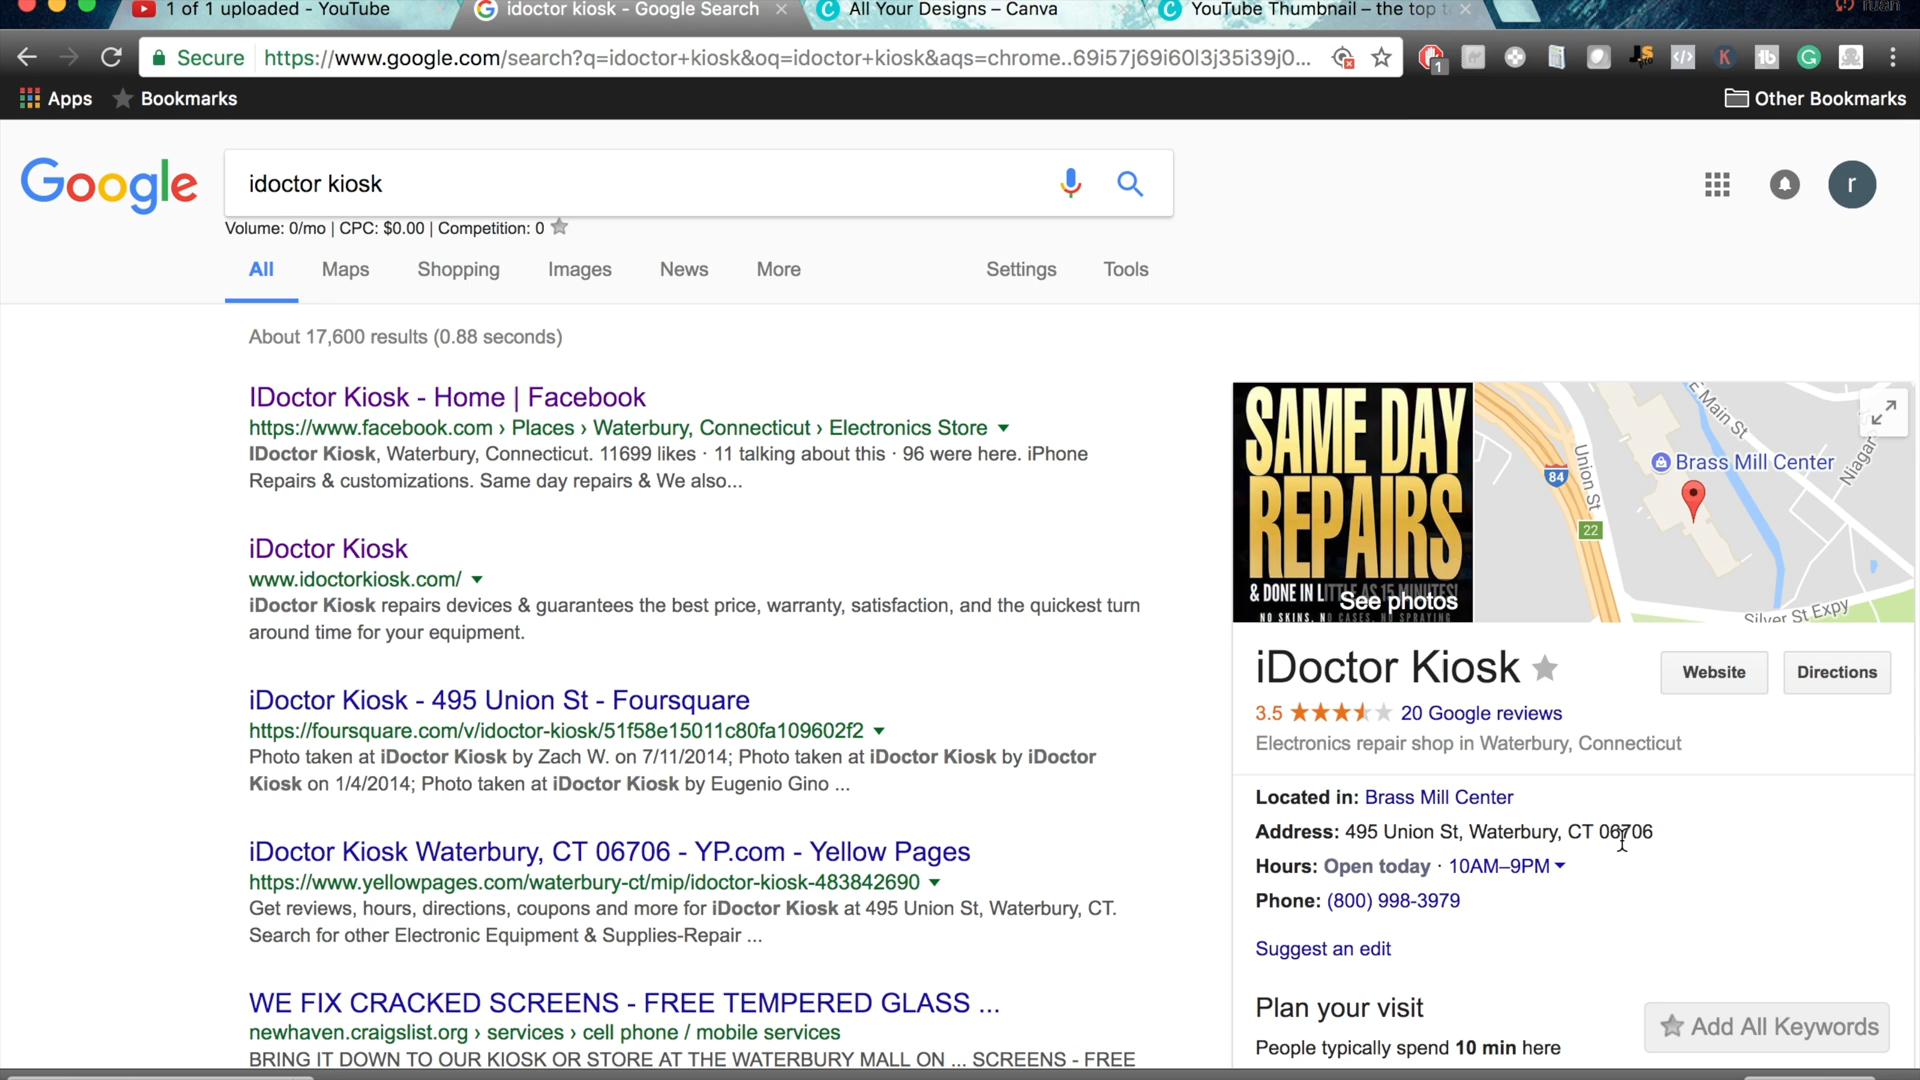 1 of 1 uploaded - YouTube
idoctor kiosk - Google Search
All Your Designs – Canva
YouTube Thumbnail – the top t
ruan
Secure
https://www.google.com/search?q=idoctor+kiosk&oq=idoctor+kiosk&aqs=chrome..69i57j69i60l3j35i39j0...
1
Apps
Bookmarks
Other Bookmarks
Google
idoctor kiosk
r
Volume: 0/mo | CPC: $0.00 | Competition: 0
All
Maps
Shopping
Images
News
More
Settings
Tools
About 17,600 results (0.88 seconds)
IDoctor Kiosk - Home | Facebook
https://www.facebook.com › Places › Waterbury, Connecticut › Electronics Store
IDoctor Kiosk, Waterbury, Connecticut. 11699 likes · 11 talking about this · 96 were here. iPhone
Repairs & customizations. Same day repairs & We also...
iDoctor Kiosk
www.idoctorkiosk.com/
iDoctor Kiosk repairs devices & guarantees the best price, warranty, satisfaction, and the quickest turn
around time for your equipment.
iDoctor Kiosk - 495 Union St - Foursquare
https://foursquare.com/v/idoctor-kiosk/51f58e15011c80fa109602f2
Photo taken at iDoctor Kiosk by Zach W. on 7/11/2014; Photo taken at iDoctor Kiosk by iDoctor
Kiosk on 1/4/2014; Photo taken at iDoctor Kiosk by Eugenio Gino ...
iDoctor Kiosk Waterbury, CT 06706 - YP.com - Yellow Pages
https://www.yellowpages.com/waterbury-ct/mip/idoctor-kiosk-483842690
Get reviews, hours, directions, coupons and more for iDoctor Kiosk at 495 Union St, Waterbury, CT.
Search for other Electronic Equipment & Supplies-Repair ...
WE FIX CRACKED SCREENS - FREE TEMPERED GLASS ...
newhaven.craigslist.org › services › cell phone / mobile services
BRING IT DOWN TO OUR KIOSK OR STORE AT THE WATERBURY MALL ON ... SCREENS - FREE
SAME DAY
REPAIRS
& DONE IN LITTLE AS 15 MINUTES!
See photos
NO SKINS, NO CASES, NO SPRAYING
E Main St
Niagar
Union St
84
Brass Mill Center
22
Silver St Expy
iDoctor Kiosk
Website
Directions
3.5
20 Google reviews
Electronics repair shop in Waterbury, Connecticut
Located in: Brass Mill Center
Address: 495 Union St, Waterbury, CT 06706
Hours: Open today · 10AM–9PM
Phone: (800) 998-3979
Suggest an edit
Plan your visit
Add All Keywords
People typically spend 10 min here